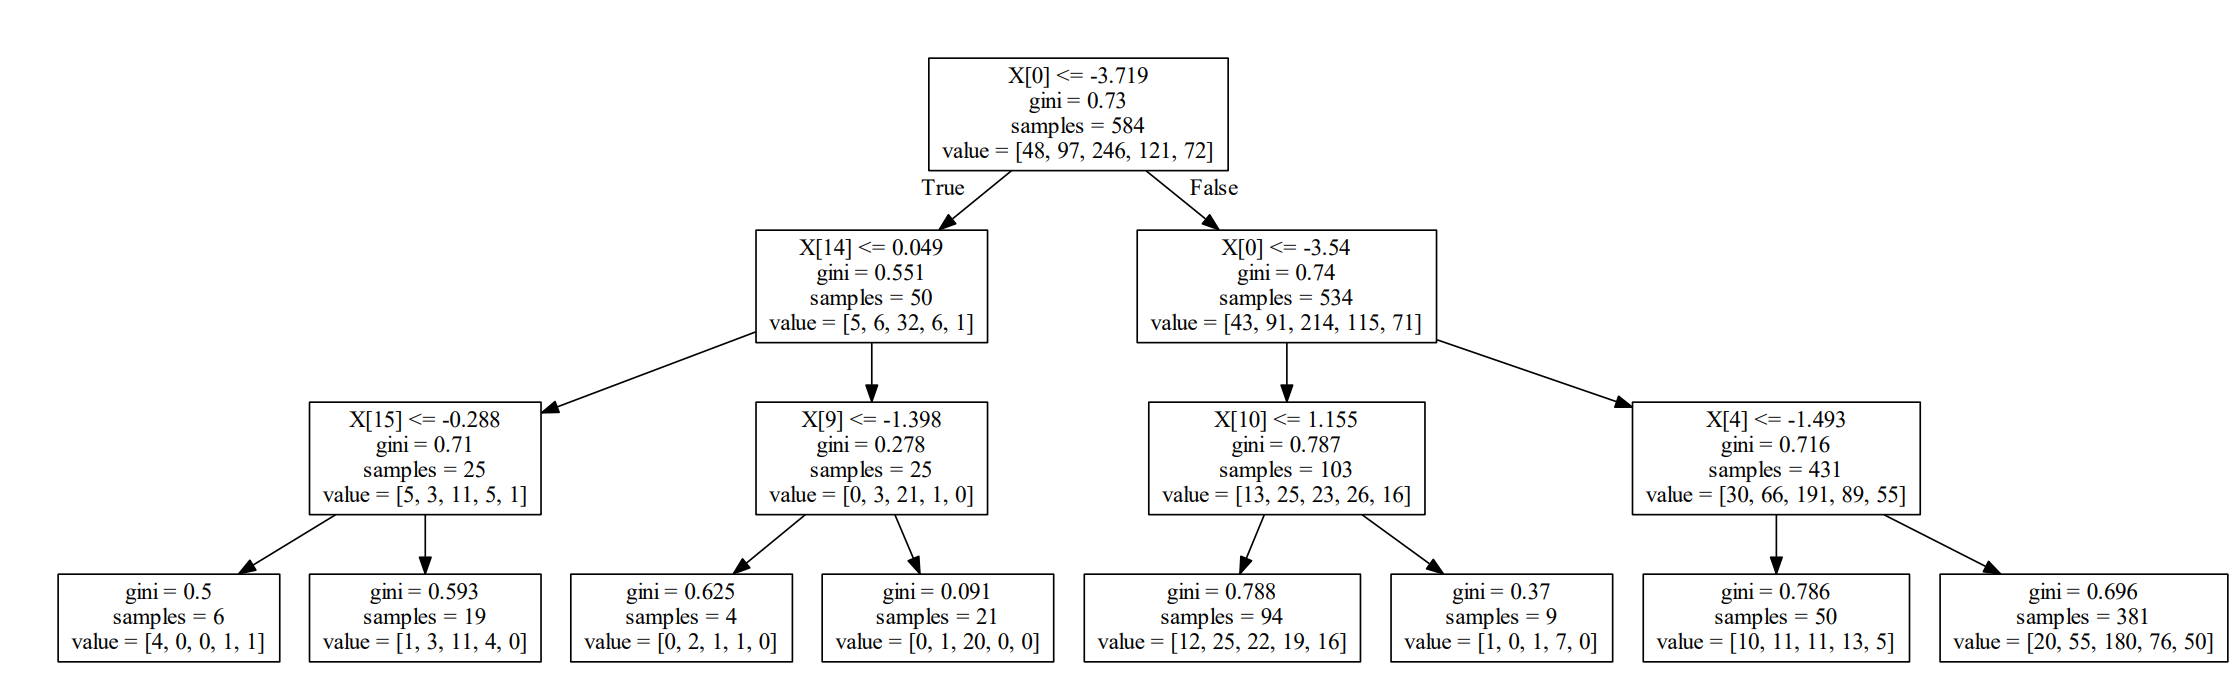 X[0] <= -3.719
gini = 0.73
samples = 584
value = [48, 97, 246, 121, 72]
True
False
X[14] <= 0.049
gini = 0.551
samples = 50
value = [5, 6, 32, 6, 1]
X[0] <= -3.54
gini = 0.74
samples = 534
value = [43, 91, 214, 115, 71]
X[15] <= -0.288
gini = 0.71
samples = 25
value = [5, 3, 11, 5, 1]
X[9] <= -1.398
gini = 0.278
samples = 25
value = [0, 3, 21, 1, 0]
X[10] <= 1.155
gini = 0.787
samples = 103
value = [13, 25, 23, 26, 16]
X[4] <= -1.493
gini = 0.716
samples = 431
value = [30, 66, 191, 89, 55]
gini = 0.5
samples = 6
value = [4, 0, 0, 1, 1]
gini = 0.593
samples = 19
value = [1, 3, 11, 4, 0]
gini = 0.625
samples = 4
value = [0, 2, 1, 1, 0]
gini = 0.091
samples = 21
value = [0, 1, 20, 0, 0]
gini = 0.788
samples = 94
value = [12, 25, 22, 19, 16]
gini = 0.37
samples = 9
value = [1, 0, 1, 7, 0]
gini = 0.786
samples = 50
value = [10, 11, 11, 13, 5]
gini = 0.696
samples = 381
value = [20, 55, 180, 76, 50]